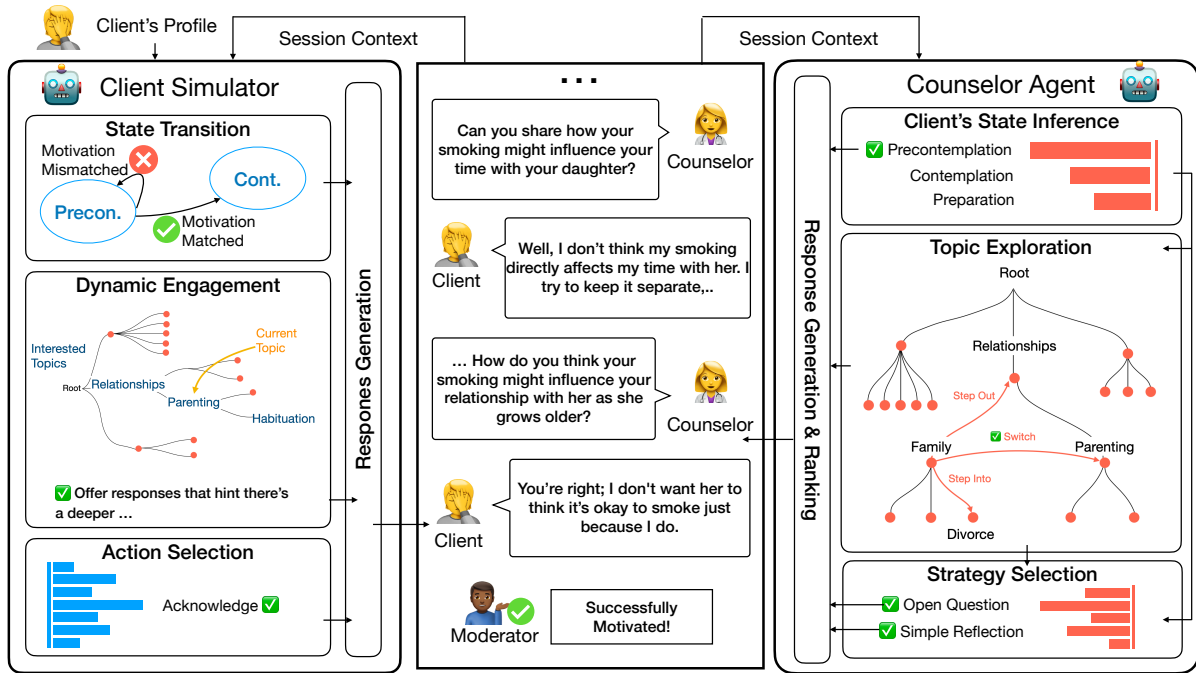 Client's Profile
Session Context
Session Context
Client Simulator
State Transition
Motivation
Mismatched
Cont.
Precon.
Motivation
Matched
Dynamic Engagement
Current
Topic
Interested
Topics
Root
Relationships
Parenting
Habituation
Offer responses that hint there's
a deeper ...
Action Selection
Acknowledge
Respones Generation
...
Can you share how your
smoking might influence your
time with your daughter?
Counselor
Well, I don't think my smoking
directly affects my time with her. I
try to keep it separate,..
Client
... How do you think your
smoking might influence your
relationship with her as she
grows older?
Counselor
You're right; I don't want her to
think it's okay to smoke just
because I do.
Client
Moderator
Successfully
Motivated!
Response Generation & Ranking
Counselor Agent
Client's State Inference
Precontemplation
Contemplation
Preparation
Topic Exploration
Root
Relationships
Step Out
Switch
Family
Parenting
Step Into
Divorce
Strategy Selection
Open Question
Simple Reflection